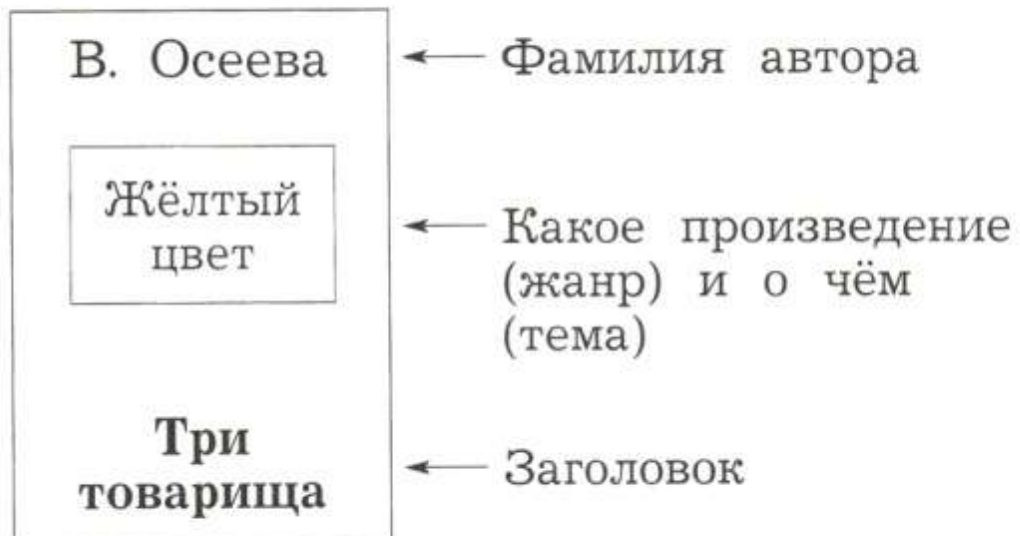 В. Осеева
Фамилия автора
Жёлтый
цвет
Какое произведение
(жанр) и о чём
(тема)
Три
товарища
Заголовок